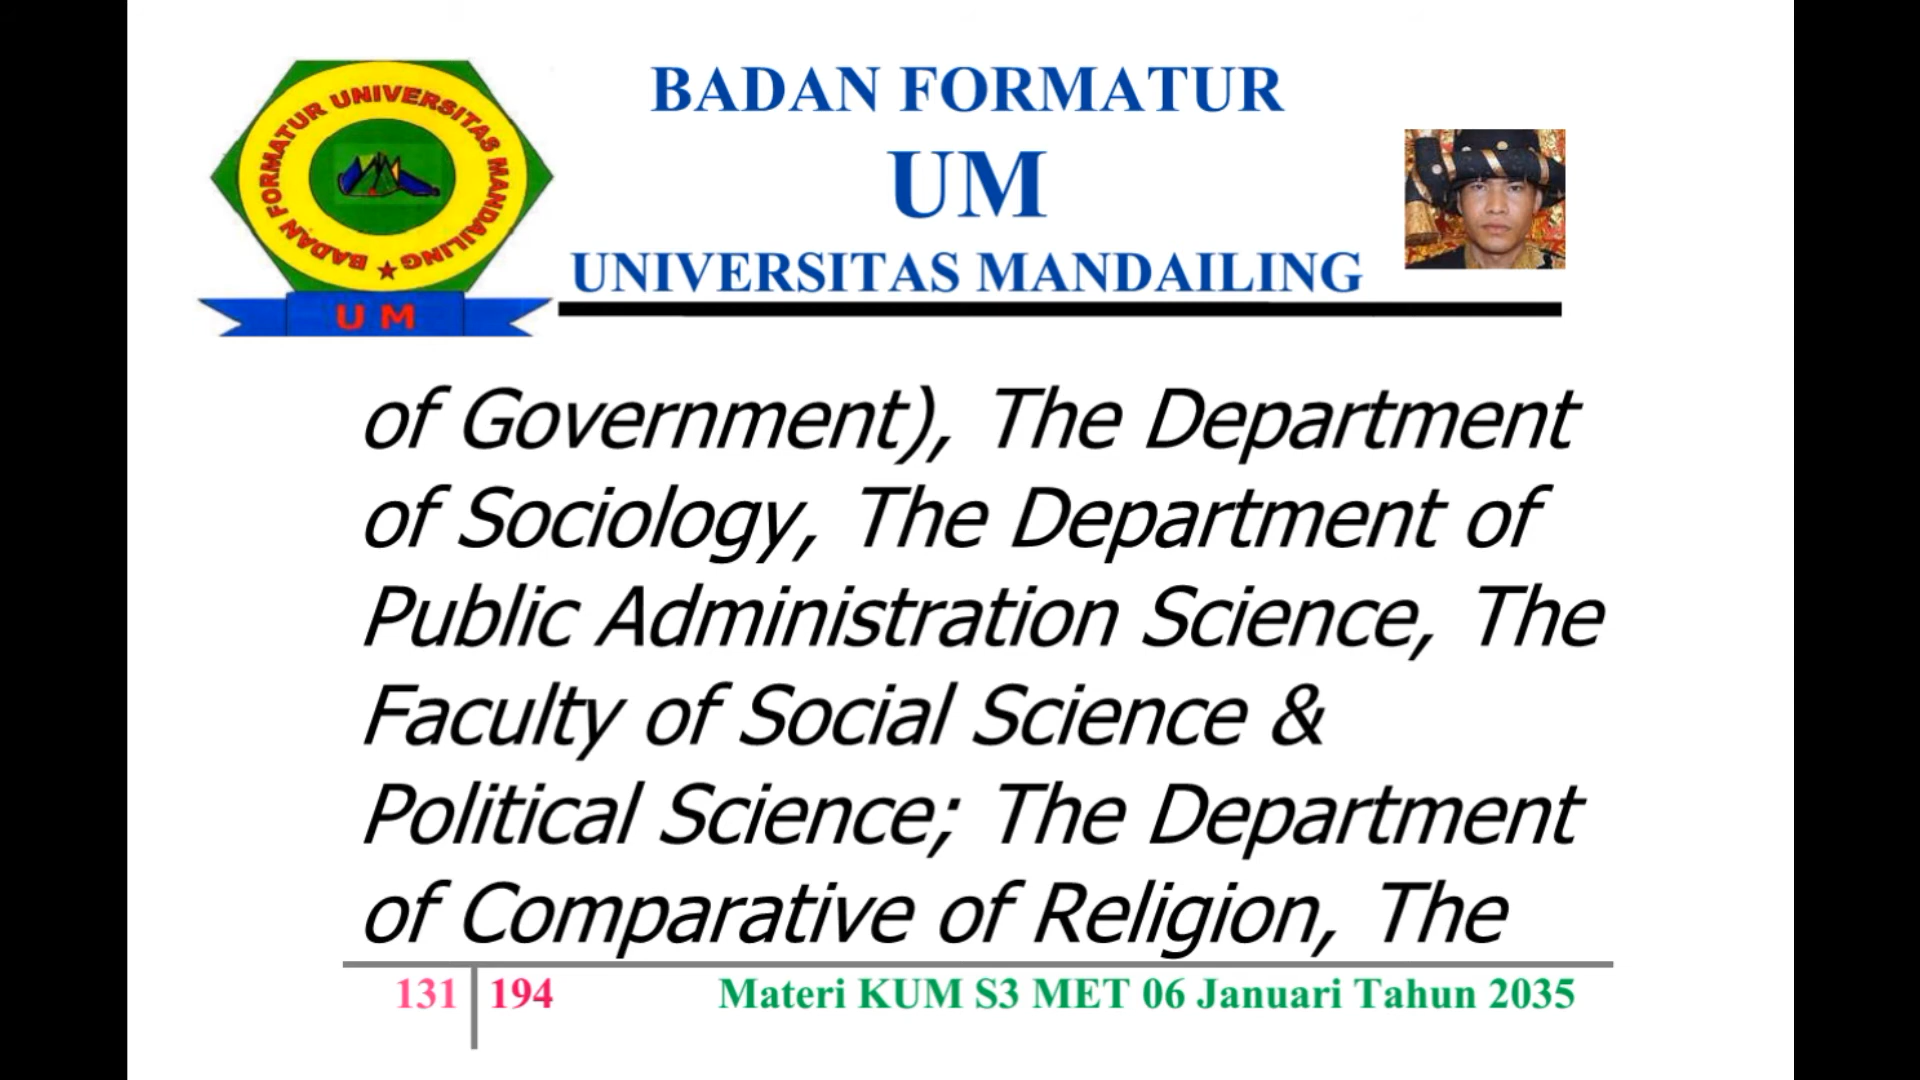 BADAN FORMATUR UNIVERSITAS MANDAILING
UM
BADAN FORMATUR
UM
UNIVERSITAS MANDAILING
of Government), The Department
of Sociology, The Department of
Public Administration Science, The
Faculty of Social Science &
Political Science; The Department
of Comparative of Religion, The
131 194 Materi KUM S3 MET 06 Januari Tahun 2035